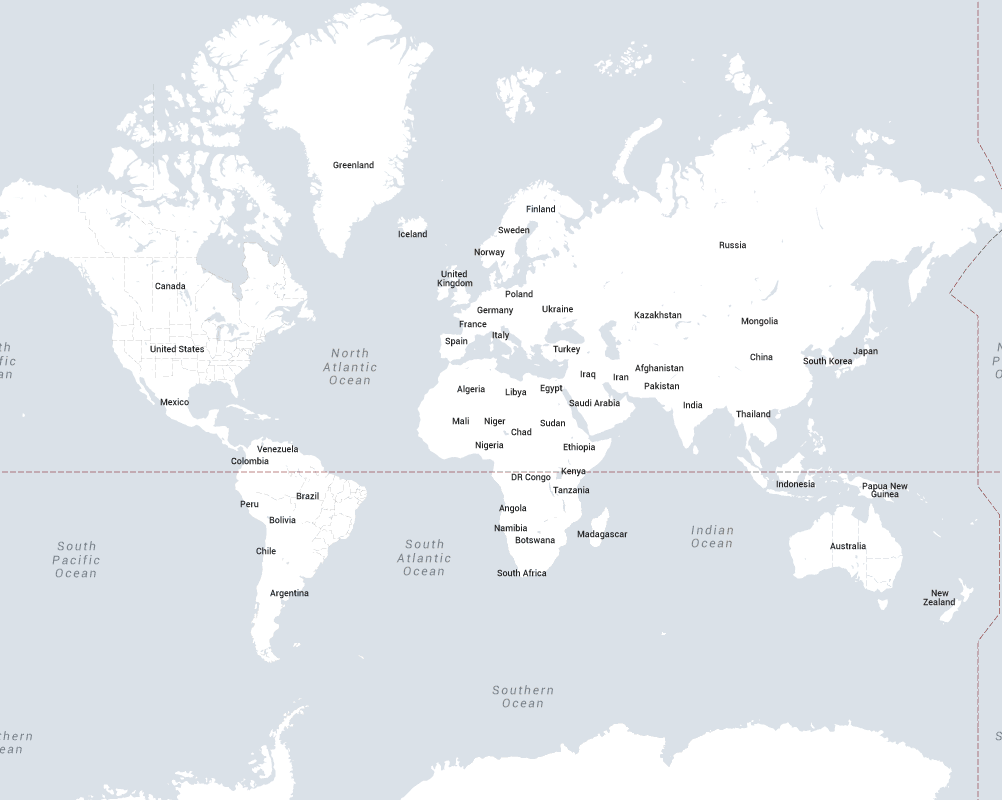 Greenland
Finland
Iceland
Sweden
Russia
Norway
United
Kingdom
Canada
Poland
Germany
Ukraine
Kazakhstan
Mongolia
France
Italy
Spain
United States
Turkey
North
Atlantic
Ocean
Japan
China
South Korea
Afghanistan
Iraq
Iran
Pakistan
Algeria
Libya
Egypt
Mexico
Saudi Arabia
India
Thailand
Mali
Niger
Chad
Sudan
Nigeria
Ethiopia
Venezuela
Colombia
Kenya
DR Congo
Indonesia
Papua New
Guinea
Tanzania
Brazil
Peru
Angola
Bolivia
Namibia
Botswana
Madagascar
Indian
Ocean
Australia
South
Pacific
Ocean
South
Atlantic
Ocean
Chile
South Africa
Argentina
New
Zealand
Southern
Ocean
th
fic
an
N
P
O
hern
ean
S